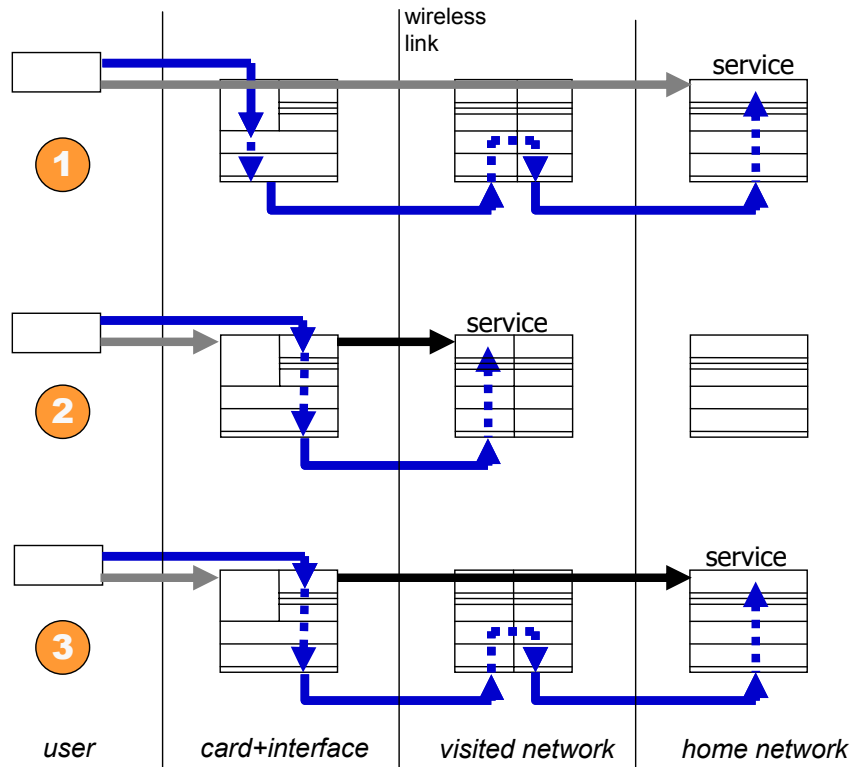 wireless
link
service
1
service
2
service
3
user
card+interface
visited network
home network